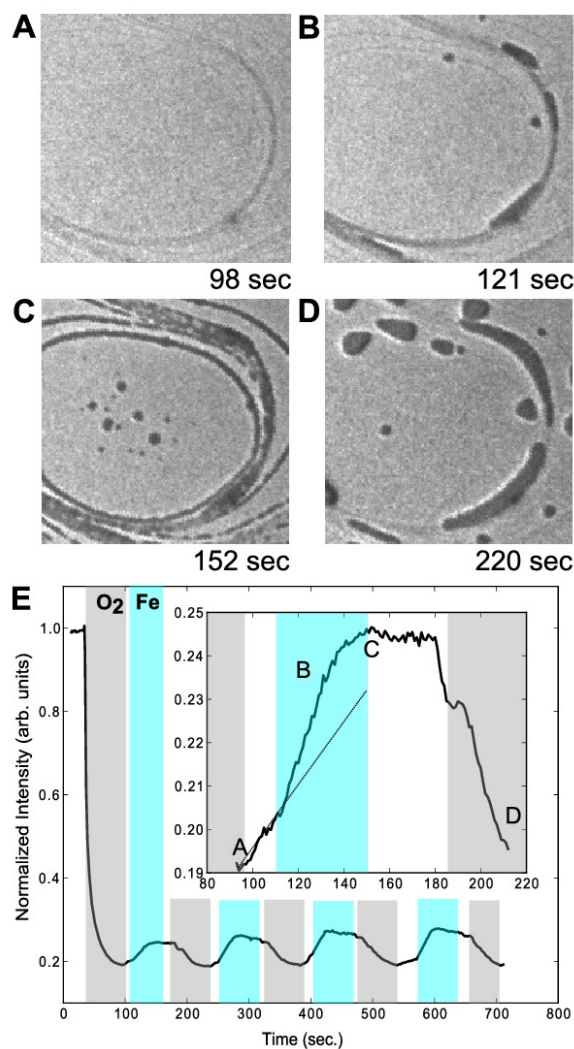 A
B
98 sec
121 sec
C
D
152 sec
220 sec
E
O2
Fe
Normalized Intensity (arb. units)
1.0
0.8
0.6
0.4
0.2
0.25
0.24
0.23
0.22
0.21
0.20
0.19
B
C
A
D
80 100 120 140 160 180 200 220
0 100 200 300 400 500 600 700 800
Time (sec.)